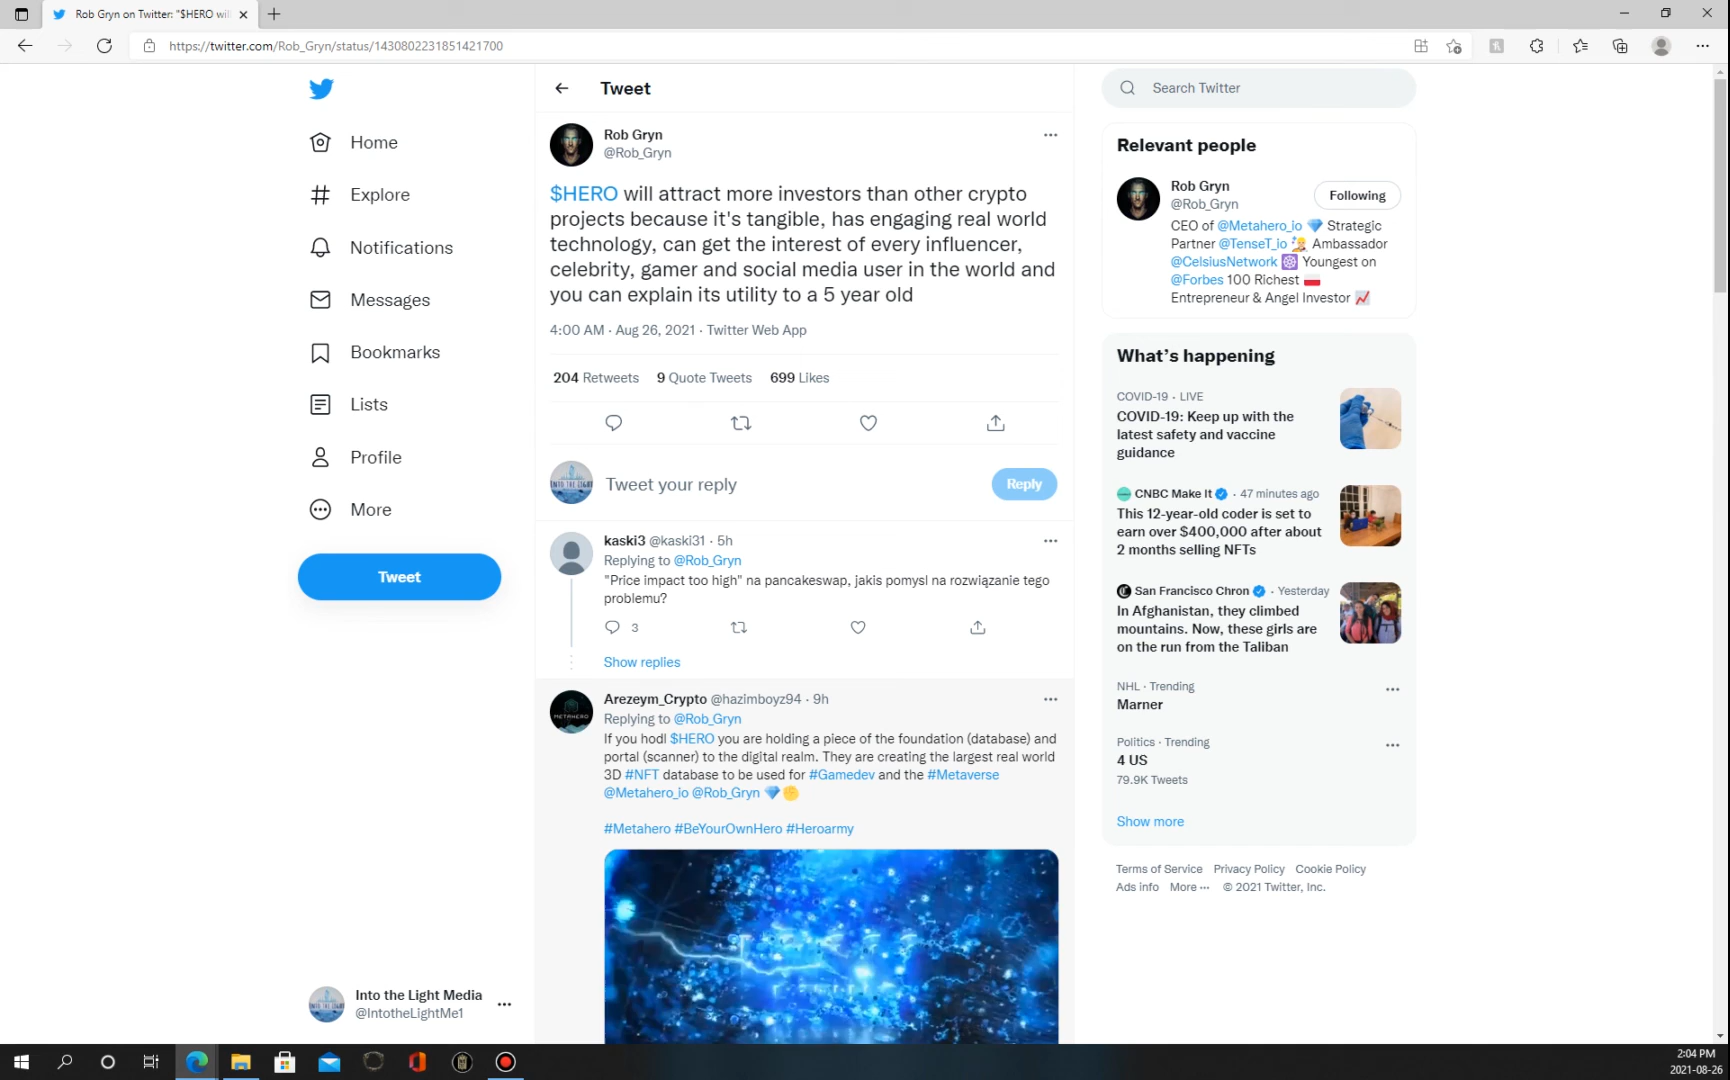 Rob Gryn on Twitter: "$HERO wil
https://twitter.com/Rob_Gryn/status/1430802231851421700
Home
Explore
Notifications
Messages
Bookmarks
Lists
Profile
More
Tweet
Into the Light Media
@IntotheLightMe1
Tweet
Rob Gryn
@Rob_Gryn
$HERO will attract more investors than other crypto
projects because it's tangible, has engaging real world
technology, can get the interest of every influencer,
celebrity, gamer and social media user in the world and
you can explain its utility to a 5 year old
4:00 AM · Aug 26, 2021 · Twitter Web App
204 Retweets 9 Quote Tweets 699 Likes
Tweet your reply
Reply
kaski3 @kaski31 · 5h
Replying to @Rob_Gryn
"Price impact too high" na pancakeswap, jakis pomysl na rozwiązanie tego
problemu?
3
Show replies
Arezeym_Crypto @hazimboyz94 · 9h
Replying to @Rob_Gryn
If you hodl $HERO you are holding a piece of the foundation (database) and
portal (scanner) to the digital realm. They are creating the largest real world
3D #NFT database to be used for #Gamedev and the #Metaverse
@Metahero_io @Rob_Gryn
#Metahero #BeYourOwnHero #Heroarmy
METAHERO
Search Twitter
Relevant people
Rob Gryn
@Rob_Gryn
Following
CEO of @Metahero_io Strategic
Partner @TenseT_io Ambassador
@CelsiusNetwork Youngest on
@Forbes 100 Richest
Entrepreneur & Angel Investor
What's happening
COVID-19 · LIVE
COVID-19: Keep up with the
latest safety and vaccine
guidance
CNBC Make It · 47 minutes ago
This 12-year-old coder is set to
earn over $400,000 after about
2 months selling NFTs
San Francisco Chron · Yesterday
In Afghanistan, they climbed
mountains. Now, these girls are
on the run from the Taliban
NHL · Trending
Marner
Politics · Trending
4 US
79.9K Tweets
Show more
Terms of Service Privacy Policy Cookie Policy
Ads info More ··· © 2021 Twitter, Inc.
2:04 PM
2021-08-26